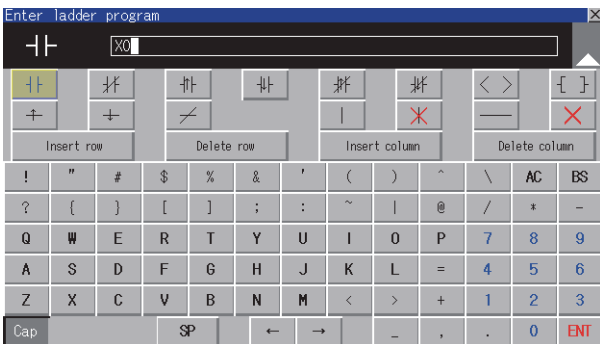 Enter ladder program
X0
Insert row Delete row Insert column Delete column
! " # $ % & ' ( ) ^ \ AC BS
? { } [ ] ; : ~ | @ / * -
Q W E R T Y U I O P 7 8 9
A S D F G H J K L = 4 5 6
Z X C V B N M < > + 1 2 3
Cap SP ← → _ , . 0 ENT